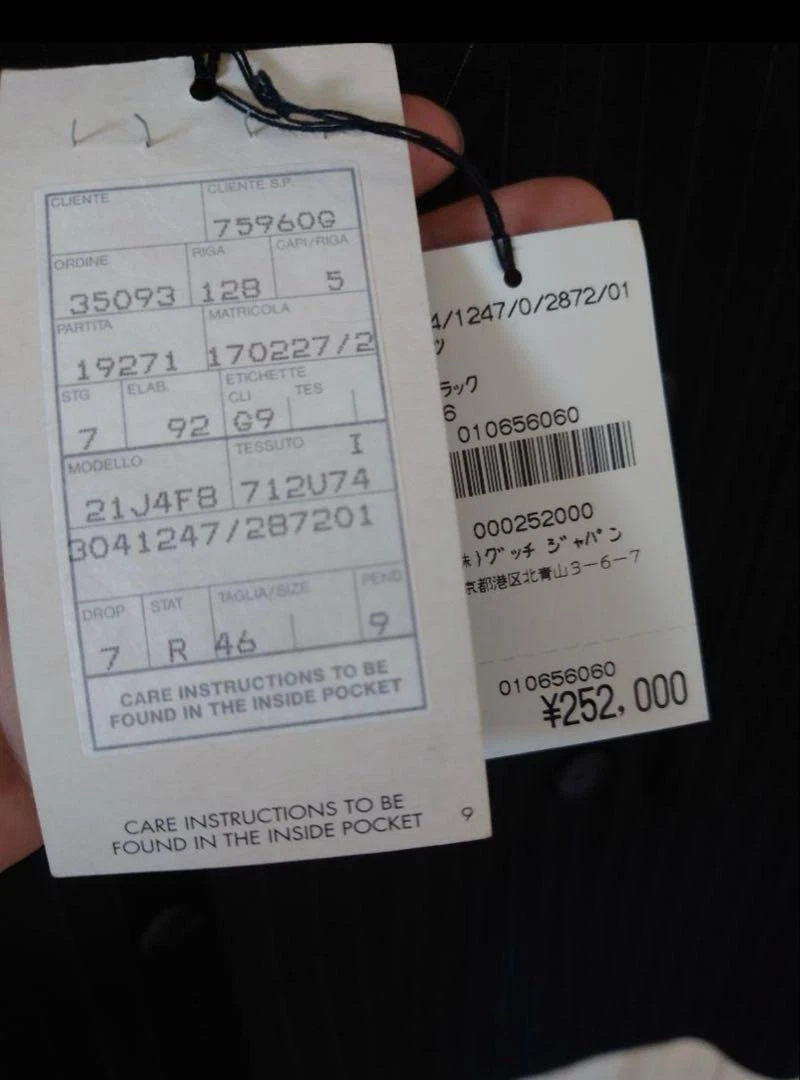 CLIENTE
CLIENTE S.P.
75960G
ORDINE
RIGA
CAPI/RIGA
35093
128
5
PARTITA
MATRICOLA
19271
170227/2
STG
ELAB.
ETICHETTE
CLI
TES
7
92
G9
MODELLO
TESSUTO
I
21J4F8
712U74
3041247/287201
DROP
STAT
TAGLIA/SIZE
PEND
7
R
46
9
CARE INSTRUCTIONS TO BE
FOUND IN THE INSIDE POCKET
CARE INSTRUCTIONS TO BE
FOUND IN THE INSIDE POCKET
9
4/1247/0/2872/01
ツ
ラック
6
010656060
000252000
株)グッチ ジャパン
京都港区北青山3-6-7
010656060
¥252,000